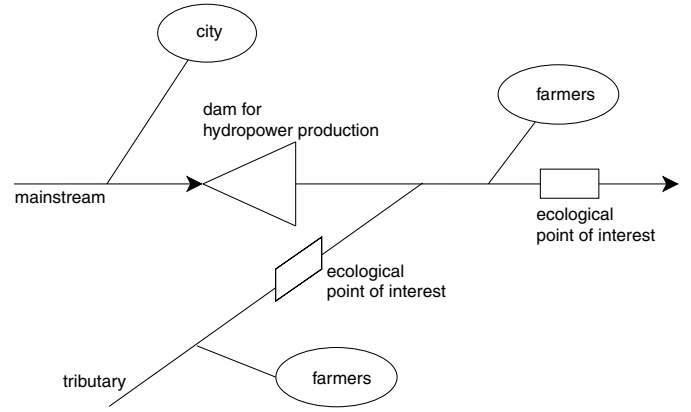 city
dam for
hydropower production
farmers
mainstream
ecological
point of interest
ecological
point of interest
tributary
farmers